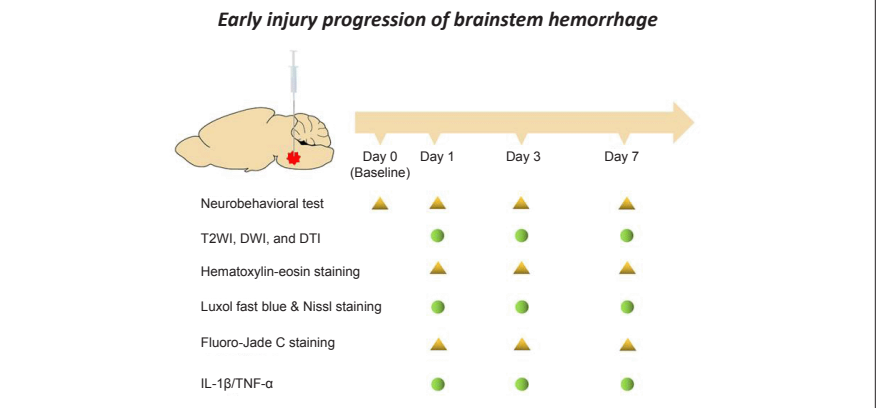 Early injury progression of brainstem hemorrhage
Day 0 Day 1 Day 3 Day 7
(Baseline)
Neurobehavioral test
T2WI, DWI, and DTI
Hematoxylin-eosin staining
Luxol fast blue & Nissl staining
Fluoro-Jade C staining
IL-1β/TNF-α